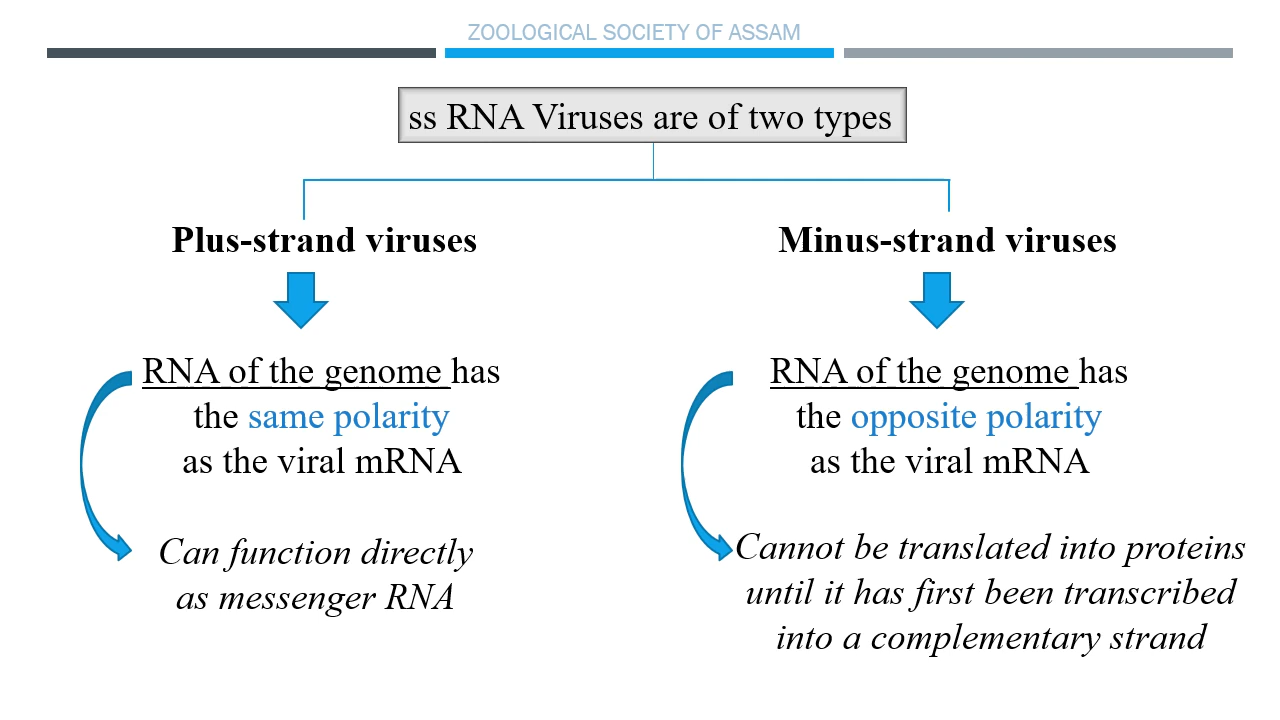 ZOOLOGICAL SOCIETY OF ASSAM
ss RNA Viruses are of two types
Plus-strand viruses
RNA of the genome has
the same polarity
as the viral mRNA
Can function directly
as messenger RNA
Minus-strand viruses
RNA of the genome has
the opposite polarity
as the viral mRNA
Cannot be translated into proteins
until it has first been transcribed
into a complementary strand